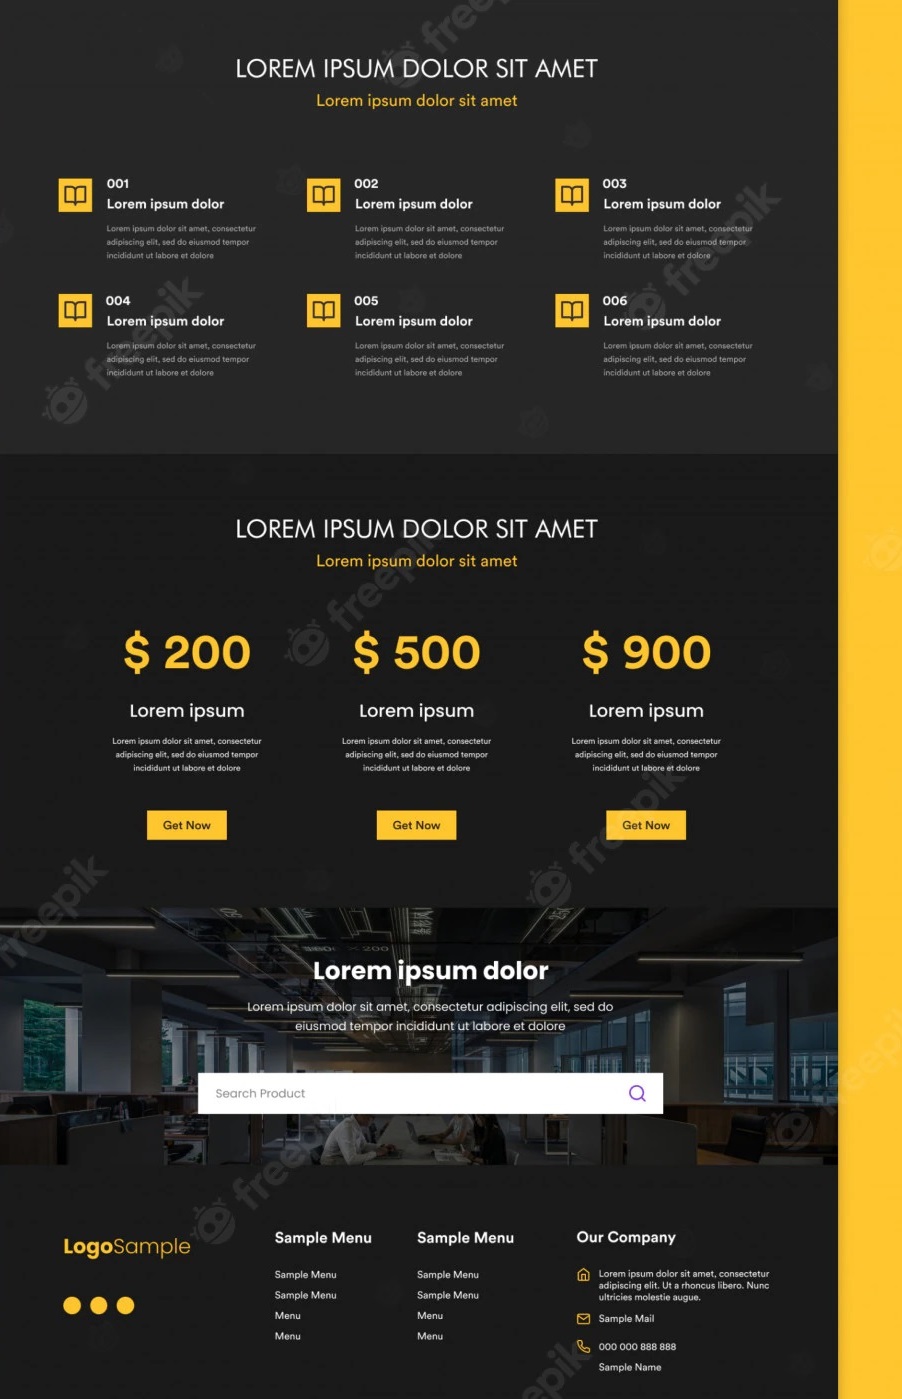 LOREM IPSUM DOLOR SIT AMET
Lorem ipsum dolor sit amet
001
Lorem ipsum dolor
Lorem ipsum dolor sit amet, consectetur
adipiscing elit, sed do eiusmod tempor
incididunt ut labore et dolore
002
Lorem ipsum dolor
Lorem ipsum dolor sit amet, consectetur
adipiscing elit, sed do eiusmod tempor
incididunt ut labore et dolore
003
Lorem ipsum dolor
Lorem ipsum dolor sit amet, consectetur
adipiscing elit, sed do eiusmod tempor
incididunt ut labore et dolore
004
Lorem ipsum dolor
Lorem ipsum dolor sit amet, consectetur
adipiscing elit, sed do eiusmod tempor
incididunt ut labore et dolore
005
Lorem ipsum dolor
Lorem ipsum dolor sit amet, consectetur
adipiscing elit, sed do eiusmod tempor
incididunt ut labore et dolore
006
Lorem ipsum dolor
Lorem ipsum dolor sit amet, consectetur
adipiscing elit, sed do eiusmod tempor
incididunt ut labore et dolore
LOREM IPSUM DOLOR SIT AMET
Lorem ipsum dolor sit amet
$ 200
Lorem ipsum
Lorem ipsum dolor sit amet, consectetur
adipiscing elit, sed do eiusmod tempor
incididunt ut labore et dolore
Get Now
$ 500
Lorem ipsum
Lorem ipsum dolor sit amet, consectetur
adipiscing elit, sed do eiusmod tempor
incididunt ut labore et dolore
Get Now
$ 900
Lorem ipsum
Lorem ipsum dolor sit amet, consectetur
adipiscing elit, sed do eiusmod tempor
incididunt ut labore et dolore
Get Now
Lorem ipsum dolor
Lorem ipsum dolor sit amet, consectetur adipiscing elit, sed do
eiusmod tempor incididunt ut labore et dolore
Search Product
LogoSample
Sample Menu
Sample Menu
Sample Menu
Menu
Menu
Sample Menu
Sample Menu
Sample Menu
Menu
Menu
Our Company
Lorem ipsum dolor sit amet, consectetur
adipiscing elit. Ut a rhoncus libero. Nunc
ultricies molestie augue.
Sample Mail
000 000 888 888
Sample Name
freepik
freepik
freepik
freepik
freepik
freepik
freepik
freepik